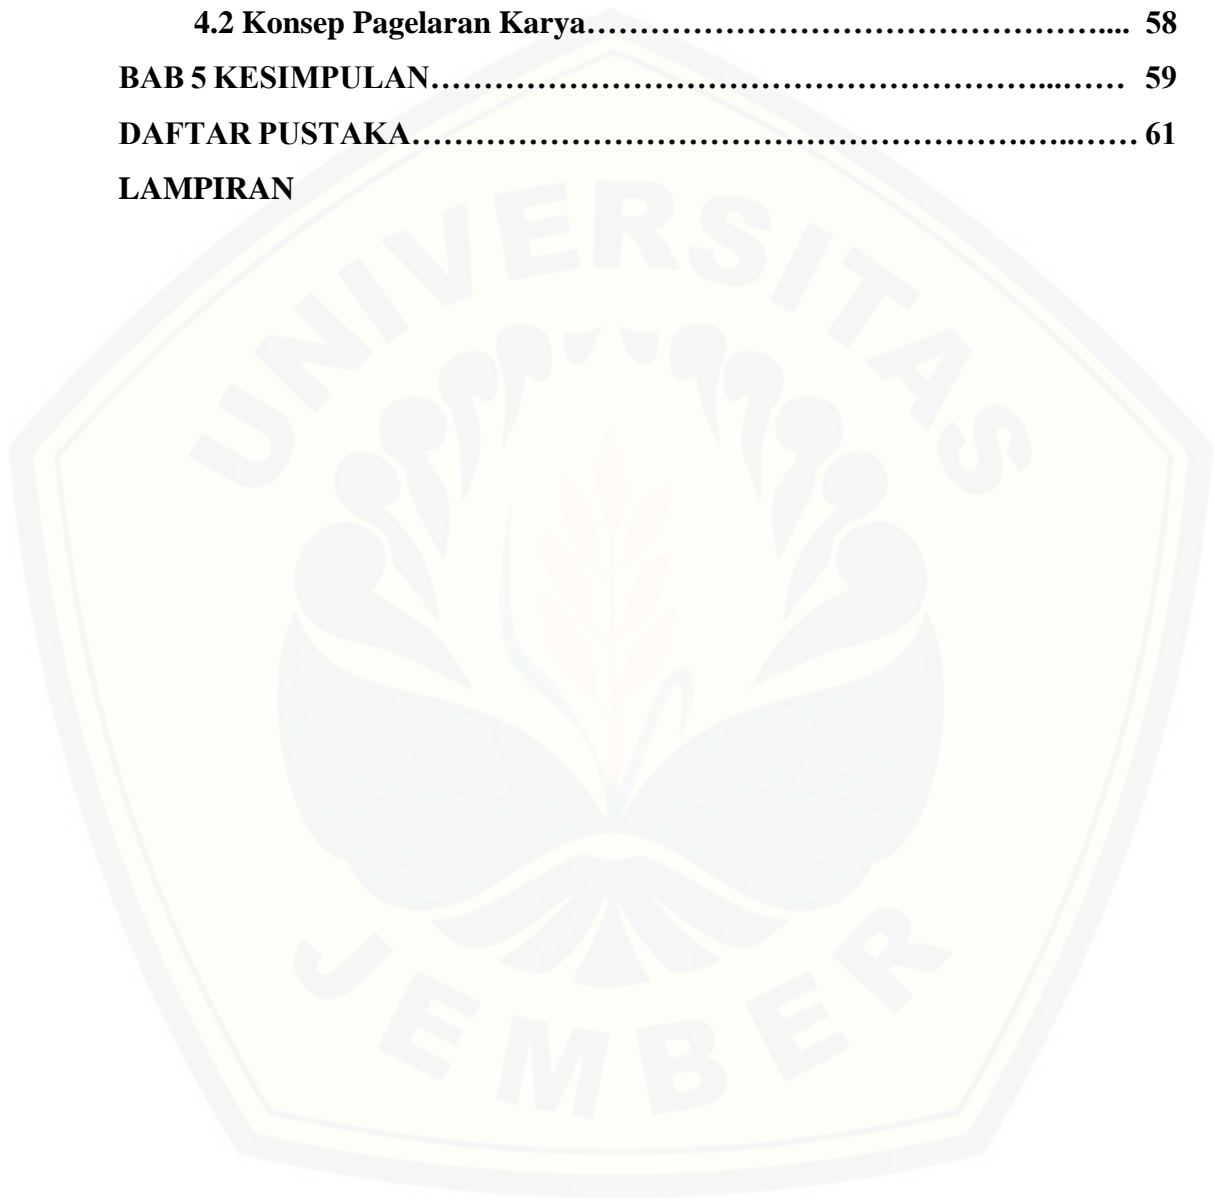 4.2 Konsep Pagelaran Karya………………………………………….... 58
BAB 5 KESIMPULAN…………………………………………………...…… 59
DAFTAR PUSTAKA………………………………………………….…...…… 61
LAMPIRAN
UNIVERSITAS
JEMBER